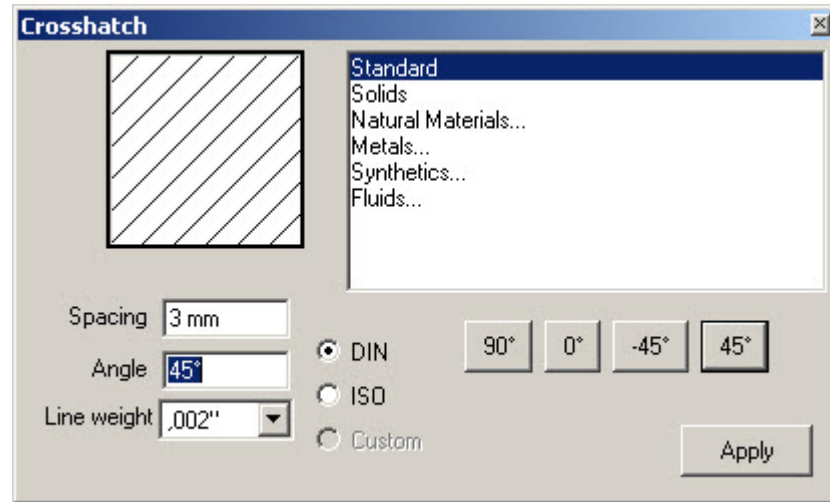 Crosshatch
Standard
Solids
Natural Materials...
Metals...
Synthetics...
Fluids...
Spacing 3 mm
Angle 45°
Line weight ,002"
DIN
ISO
Custom
90° 0° -45° 45°
Apply